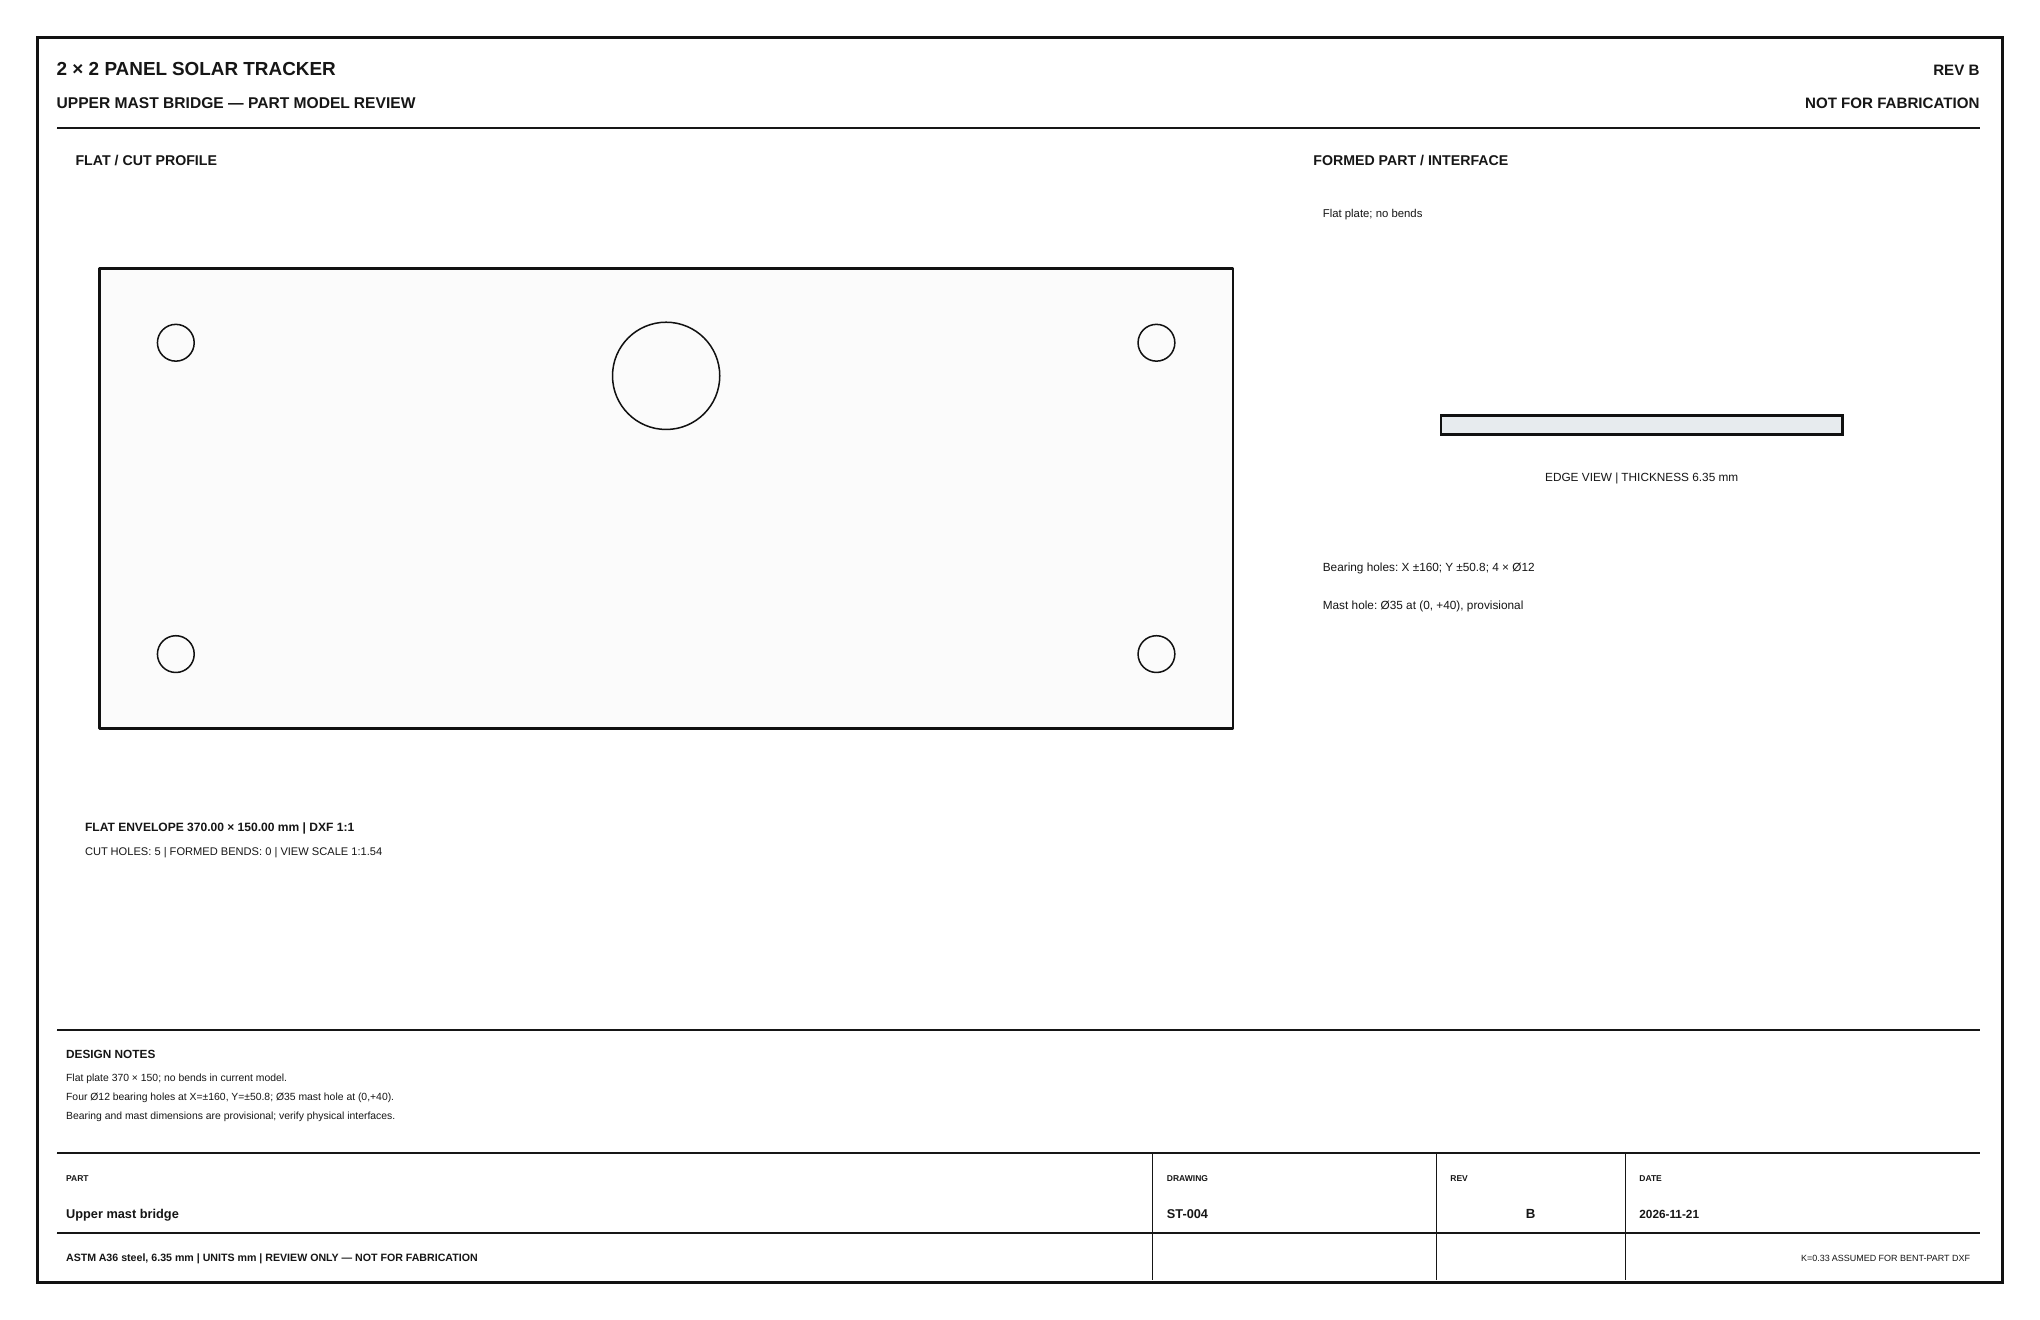 2 × 2 PANEL SOLAR TRACKER
REV B
UPPER MAST BRIDGE — PART MODEL REVIEW
NOT FOR FABRICATION
FLAT / CUT PROFILE
FORMED PART / INTERFACE
Flat plate; no bends
EDGE VIEW | THICKNESS 6.35 mm
Bearing holes: X ±160; Y ±50.8; 4 × Ø12
Mast hole: Ø35 at (0, +40), provisional
FLAT ENVELOPE 370.00 × 150.00 mm | DXF 1:1
CUT HOLES: 5 | FORMED BENDS: 0 | VIEW SCALE 1:1.54
DESIGN NOTES
Flat plate 370 × 150; no bends in current model.
Four Ø12 bearing holes at X=±160, Y=±50.8; Ø35 mast hole at (0,+40).
Bearing and mast dimensions are provisional; verify physical interfaces.
PART
DRAWING
REV
DATE
Upper mast bridge
ST-004
B
2026-11-21
ASTM A36 steel, 6.35 mm | UNITS mm | REVIEW ONLY — NOT FOR FABRICATION
K=0.33 ASSUMED FOR BENT-PART DXF